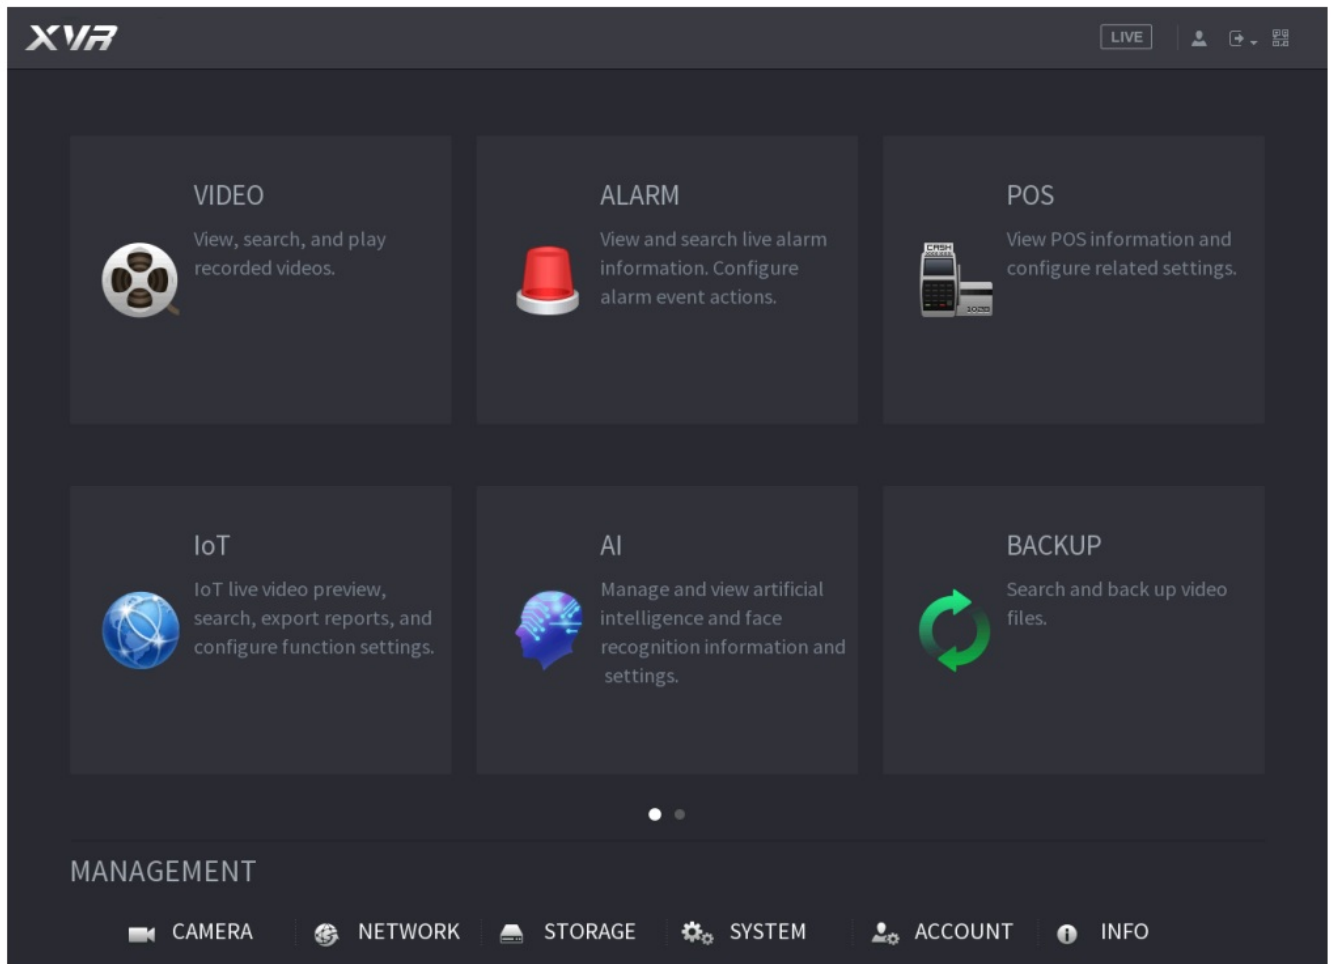 XVR
LIVE
VIDEO
View, search, and play
recorded videos.
ALARM
View and search live alarm
information. Configure
alarm event actions.
POS
View POS information and
configure related settings.
CASH
IoT
IoT live video preview,
search, export reports, and
configure function settings.
AI
Manage and view artificial
intelligence and face
recognition information and
settings.
BACKUP
Search and back up video
files.
MANAGEMENT
CAMERA
NETWORK
STORAGE
SYSTEM
ACCOUNT
INFO